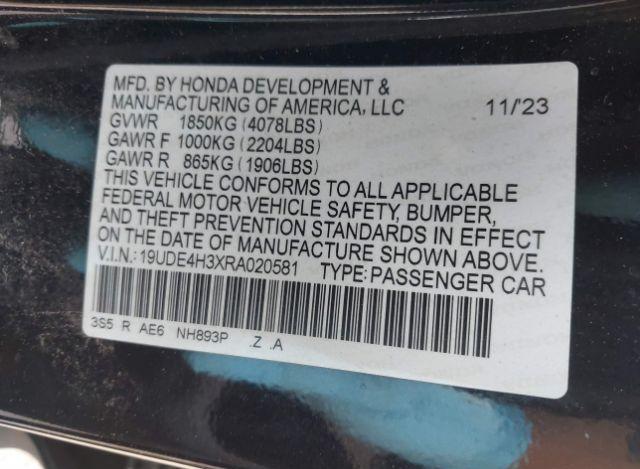 MFD. BY HONDA DEVELOPMENT &
MANUFACTURING OF AMERICA, LLC 11/'23
GVWR 1850KG (4078LBS)
GAWR F 1000KG (2204LBS)
GAWR R 865KG (1906LBS)
THIS VEHICLE CONFORMS TO ALL APPLICABLE
FEDERAL MOTOR VEHICLE SAFETY, BUMPER,
AND THEFT PREVENTION STANDARDS IN EFFECT
ON THE DATE OF MANUFACTURE SHOWN ABOVE.
V.I.N.: 19UDE4H3XRA020581 TYPE: PASSENGER CAR
3S5 R AE6 NH893P .Z .A